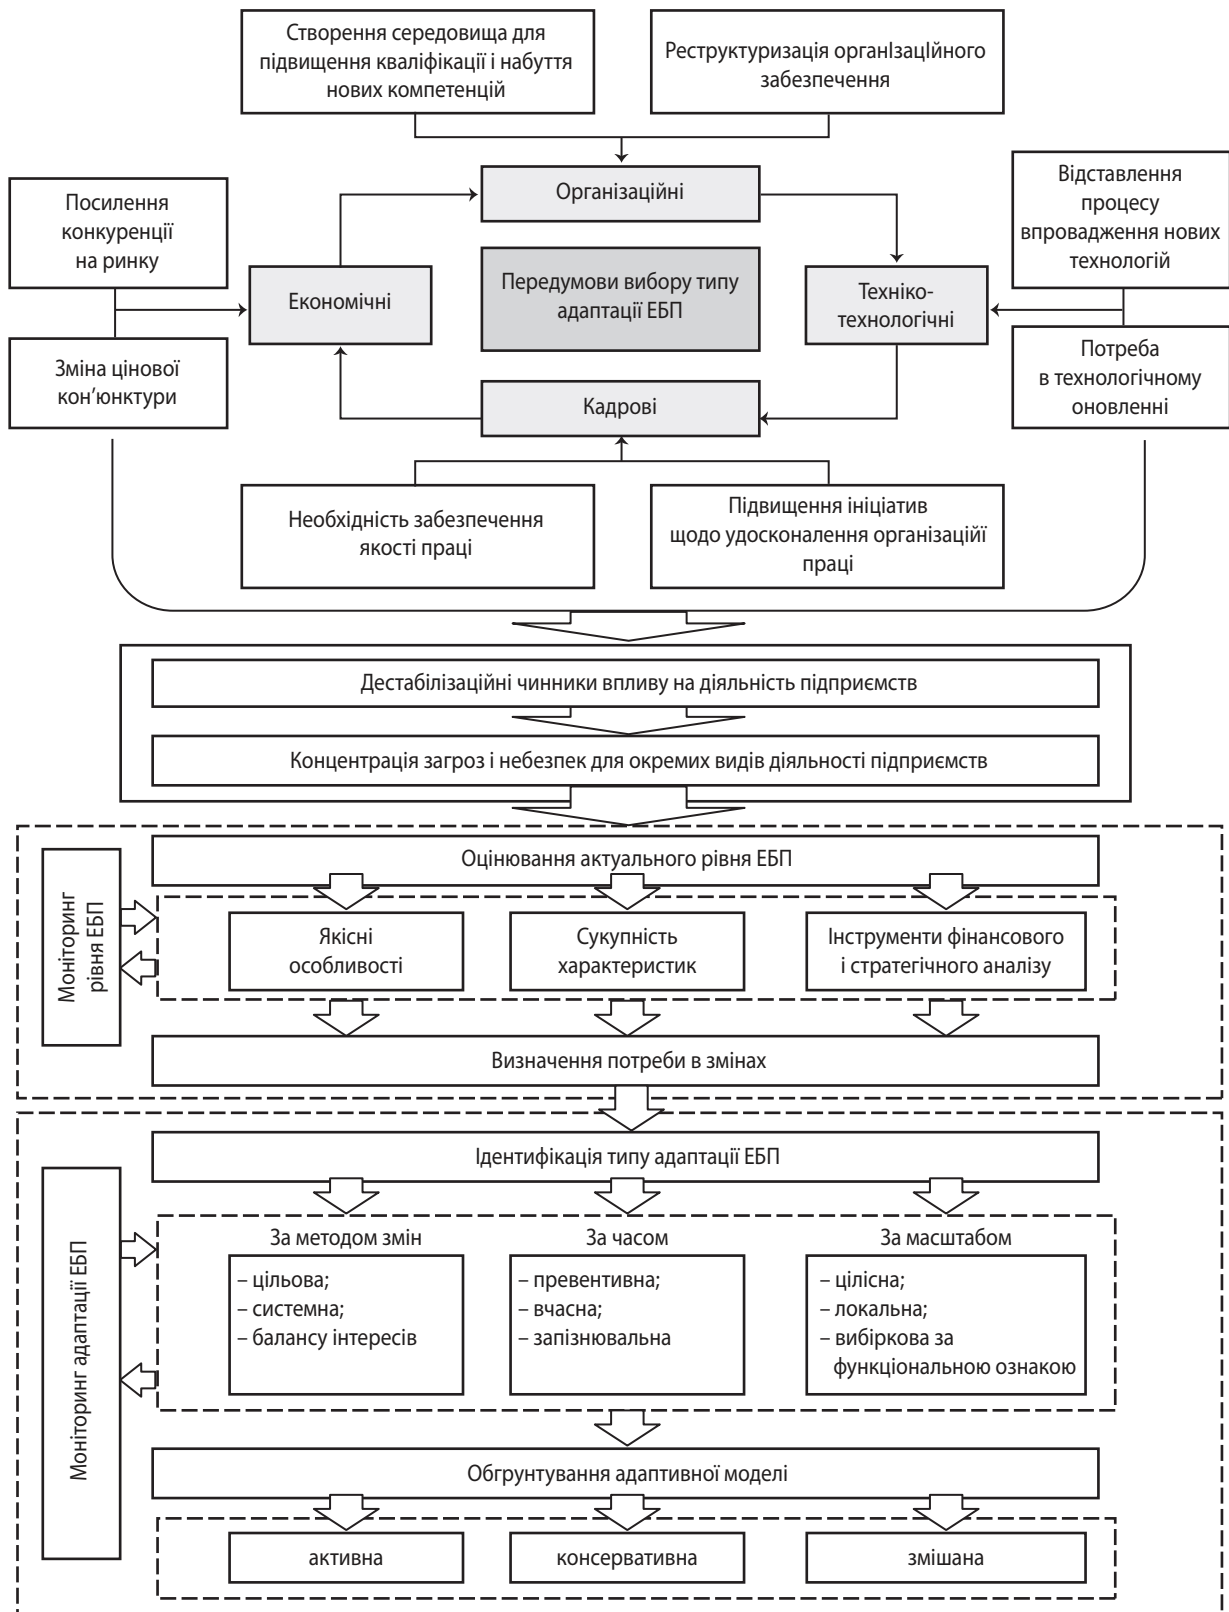 Створення середовища для
підвищення кваліфікації і набуття
нових компетенцій
Реструктуризація органІзацІйного
забезпечення
Організаційні
Посилення
конкуренції
на ринку
Відставлення
процесу
впровадження нових
технологій
Економічні
Передумови вибору типу
адаптації ЕБП
Техніко-
технологічні
Зміна цінової
кон’юнктури
Потреба
в технологічному
оновленні
Кадрові
Необхідність забезпечення
якості праці
Підвищення ініціатив
щодо удосконалення організаційї
праці
Дестабілізаційні чинники впливу на діяльність підприємств
Концентрація загроз і небезпек для окремих видів діяльності підприємств
Моніторинг
рівня ЕБП
Оцінювання актуального рівня ЕБП
Якісні
особливості
Сукупність
характеристик
Інструменти фінансового
і стратегічного аналізу
Визначення потреби в змінах
Моніторинг адаптації ЕБП
Ідентифікація типу адаптації ЕБП
За методом змін
– цільова;
– системна;
– балансу інтересів
За часом
– превентивна;
– вчасна;
– запізнювальна
За масштабом
– цілісна;
– локальна;
– вибіркова за
функціональною ознакою
Обгрунтування адаптивної моделі
активна
консервативна
змішана